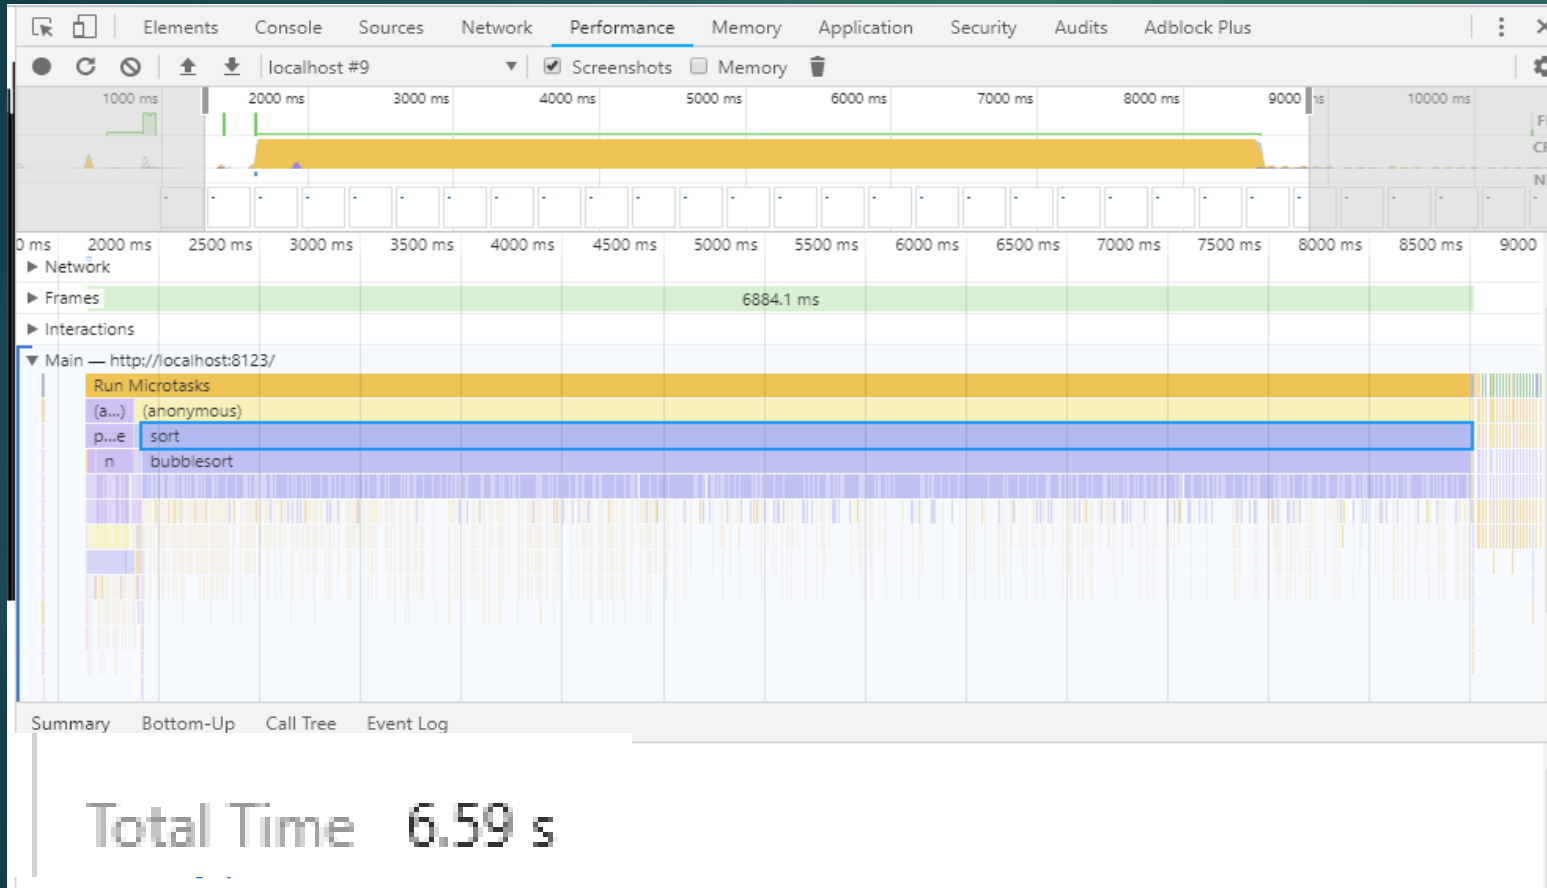 Elements Console Sources Network Performance Memory Application Security Audits Adblock Plus
localhost #9 Screenshots Memory
1000 ms 2000 ms 3000 ms 4000 ms 5000 ms 6000 ms 7000 ms 8000 ms 9000 ms 10000 ms
0 ms 2000 ms 2500 ms 3000 ms 3500 ms 4000 ms 4500 ms 5000 ms 5500 ms 6000 ms 6500 ms 7000 ms 7500 ms 8000 ms 8500 ms 9000
Network
Frames 6884.1 ms
Interactions
Main — http://localhost:8123/
Run Microtasks
(a...) (anonymous)
p...e sort
n bubblesort
Summary Bottom-Up Call Tree Event Log
Total Time 6.59 s